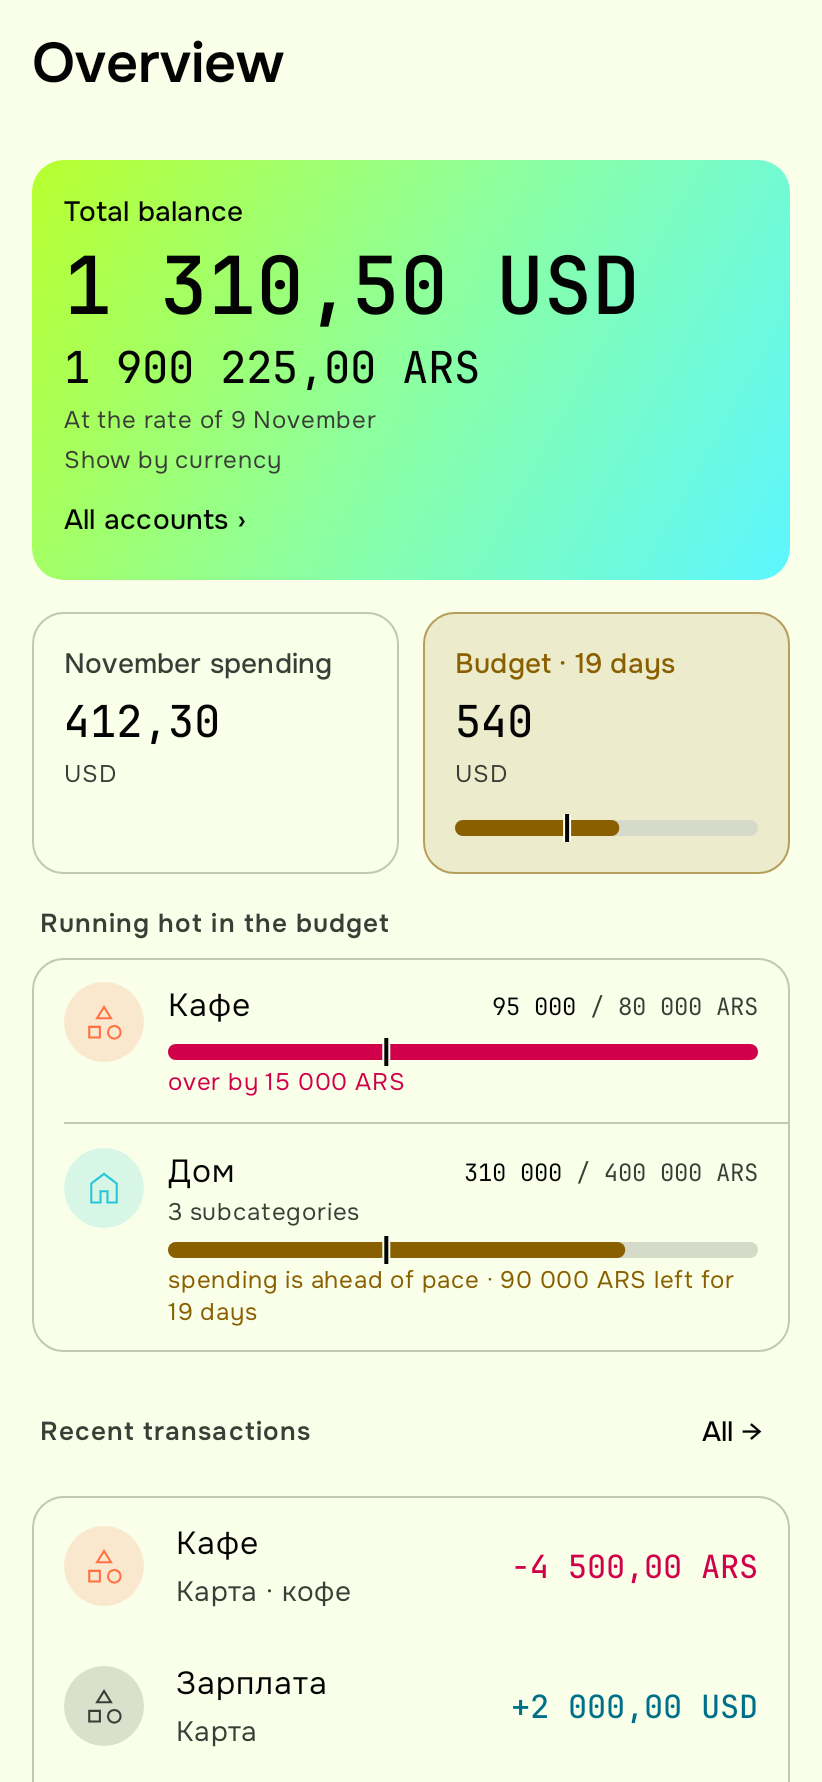 Overview
Total balance
1 310,50 USD
1 900 225,00 ARS
At the rate of 9 November
Show by currency
All accounts ›
November spending
412,30
USD
Budget · 19 days
540
USD
Running hot in the budget
Кафе
95 000 / 80 000 ARS
over by 15 000 ARS
Дом
310 000 / 400 000 ARS
3 subcategories
spending is ahead of pace · 90 000 ARS left for
19 days
Recent transactions
All →
Кафе
Карта · кофе
-4 500,00 ARS
Зарплата
Карта
+2 000,00 USD